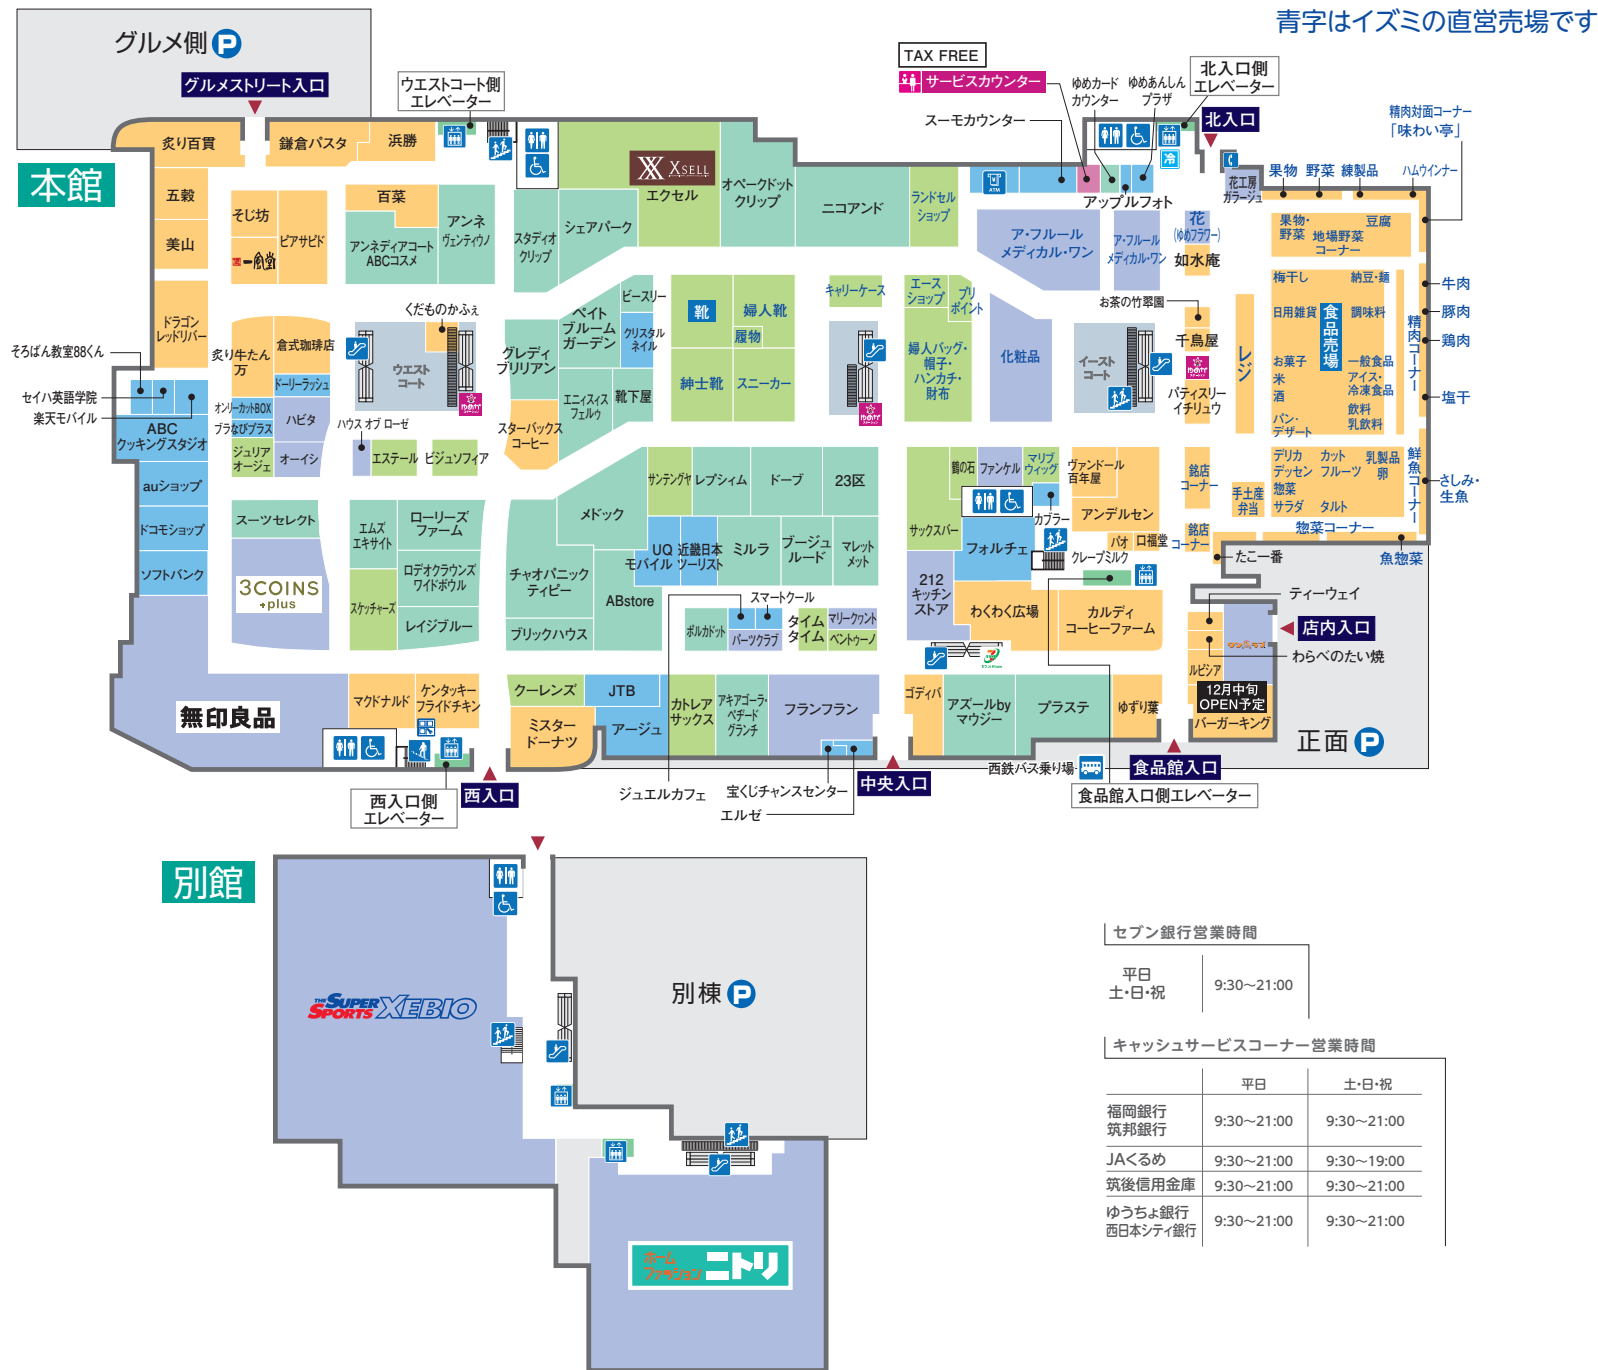 青字はイズミの直営売場です
グルメ側 P
グルメストリート入口
ウエストコート側
エレベーター
TAX FREE
サービスカウンター
ゆめカード
カウンター
ゆめあんしん
プラザ
北入口側
エレベーター
北入口
スーモカウンター
精肉対面コーナー
「味わい亭」
本館
炙り百貫
鎌倉パスタ
浜勝
XSELL
エクセル
オペークドット
クリップ
ニコアンド
ランドセル
ショップ
ATM
アップルフォト
冷
花工房
ガラージュ
果物
野菜
練製品
ハムウインナー
五穀
美山
そじ坊
一風堂
ピアサピド
百菜
アンネディアコート
ABCコスメ
アンネ
ヴェンティウノ
スタディオ
クリップ
シェアパーク
ア・フルール
メディカル・ワン
ア・フルール
メディカル・ワン
花
(ゆめフラワー)
如水庵
果物・
野菜
地場野菜
コーナー
豆腐
ドラゴン
レッドリバー
くだものかふぇ
ウエスト
コート
ペイト
ブルーム
ガーデン
ビースリー
クリスタル
ネイル
靴
婦人靴
履物
紳士靴
スニーカー
キャリーケース
エース
ショップ
プリ
ポイント
婦人バッグ・
帽子・
ハンカチ・
財布
化粧品
イースト
コート
お茶の竹翠園
千鳥屋
パティスリー
イチリュウ
レジ
梅干し
納豆・麺
日用雑貨
調味料
食品売場
お菓子
米
酒
一般食品
アイス・
冷凍食品
飲料
乳飲料
パン・
デザート
精肉コーナー
牛肉
豚肉
鶏肉
塩干
そろばん教室88くん
セイハ英語学院
楽天モバイル
炙り牛たん
万
倉式珈琲店
ドーリーラッシュ
オンリーカットBOX
プラなびプラス
ハビタ
ジュリア
オージェ
オーイシ
ハウス オブ ローゼ
エステール
ビジュソフィア
グレディ
ブリリアン
スターバックス
コーヒー
エニィスィス
フェルゥ
靴下屋
ABC
クッキングスタジオ
auショップ
ドコモショップ
ソフトバンク
スーツセレクト
3COINS
+plus
エムズ
エキサイト
スケッチャーズ
ローリーズ
ファーム
ロデオクラウンズ
ワイドボウル
レイジブルー
メドック
チャオパニック
ティピー
ブリックハウス
ABstore
サンテングヤ
レプシィム
ドーブ
23区
UQ
モバイル
近畿日本
ツーリスト
ミルラ
ブージュ
ルード
マレット
メット
スマートクール
ポルカドット
パーツクラブ
タイム
タイム
マリークヮント
ベントゥーノ
サックスバー
鶴の石
ファンケル
マリブ
ウィッグ
カプラー
フォルチェ
212
キッチン
ストア
ヴァンドール
百年屋
アンデルセン
パオ
口福堂
クレープミルク
わくわく広場
カルディ
コーヒーファーム
銘店
コーナー
銘店
コーナー
手土産
弁当
デリカ
デッセン
惣菜
サラダ
カット
フルーツ
タルト
乳製品
卵
鮮魚コーナー
さしみ・
生魚
惣菜コーナー
魚惣菜
たこ一番
ティーウェイ
店内入口
わらべのたい焼
ルピシア
12月中旬
OPEN予定
バーガーキング
正面 P
無印良品
マクドナルド
ケンタッキー
フライドチキン
クーレンズ
ミスター
ドーナツ
JTB
アージュ
カトレア
サックス
アキアゴーラ・
ペデード
グランチ
フランフラン
ゴディバ
アズールby
マウジー
プラステ
ゆずり葉
西入口側
エレベーター
西入口
ジュエルカフェ
宝くじチャンスセンター
エルゼ
中央入口
西鉄バス乗り場
食品館入口
食品館入口側エレベーター
別館
THE SUPER SPORTS XEBIO
別棟 P
ホーム
ファッション
ニトリ
セブン銀行営業時間
平日
土・日・祝
9:30～21:00
キャッシュサービスコーナー営業時間
平日 土・日・祝
福岡銀行
筑邦銀行
9:30～21:00 9:30～21:00
JAくるめ 9:30～21:00 9:30～19:00
筑後信用金庫 9:30～21:00 9:30～21:00
ゆうちょ銀行
西日本シティ銀行
9:30～21:00 9:30～21:00